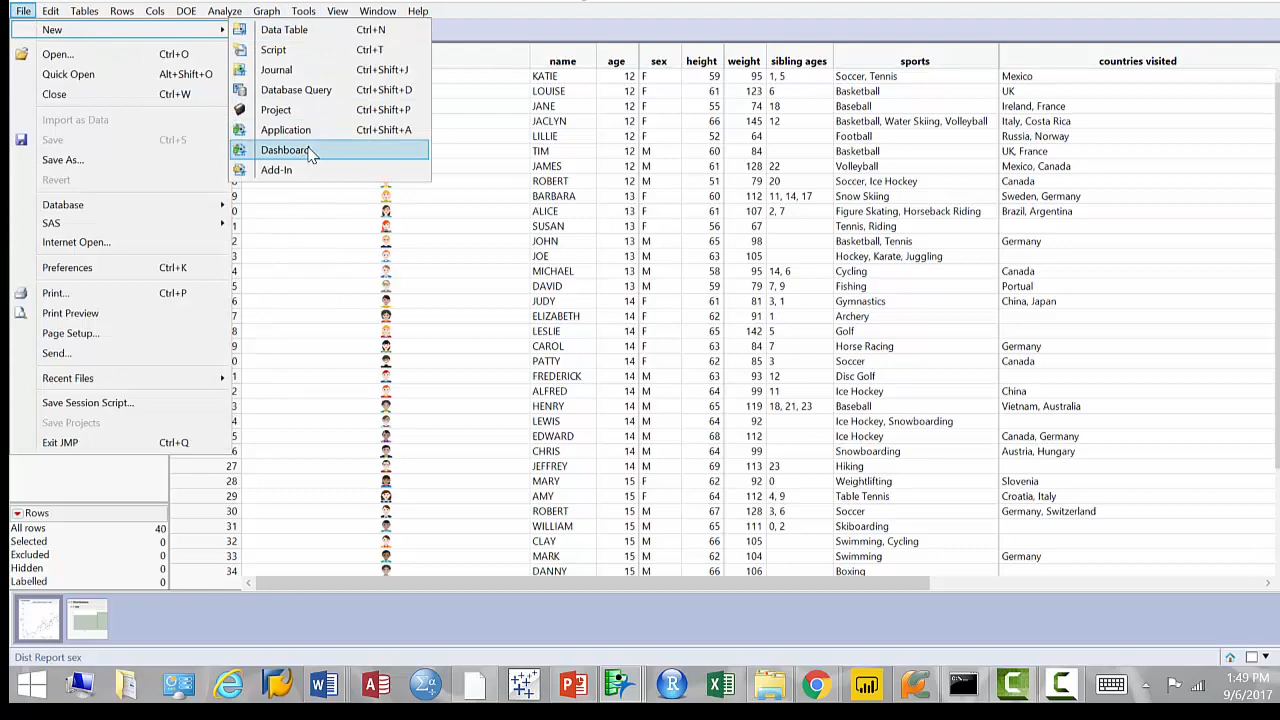 File Edit Tables Rows Cols DOE Analyze Graph Tools View Window Help
New
Open... Ctrl+O
Quick Open Alt+Shift+O
Close Ctrl+W
Import as Data
Save Ctrl+S
Save As...
Revert
Database
SAS
Internet Open...
Preferences Ctrl+K
Print... Ctrl+P
Print Preview
Page Setup...
Send...
Recent Files
Save Session Script...
Save Projects
Exit JMP Ctrl+Q
Data Table Ctrl+N
Script Ctrl+T
Journal Ctrl+Shift+J
Database Query Ctrl+Shift+D
Project Ctrl+Shift+P
Application Ctrl+Shift+A
Dashboard
Add-In
name age sex height weight sibling ages sports countries visited
KATIE 12 F 59 95 1, 5 Soccer, Tennis Mexico
LOUISE 12 F 61 123 6 Basketball UK
JANE 12 F 55 74 18 Baseball Ireland, France
JACLYN 12 F 66 145 12 Basketball, Water Skiing, Volleyball Italy, Costa Rica
LILLIE 12 F 52 64 Football Russia, Norway
TIM 12 M 60 84 Basketball UK, France
JAMES 12 M 61 128 22 Volleyball Mexico, Canada
8 ROBERT 12 M 51 79 20 Soccer, Ice Hockey Canada
9 BARBARA 13 F 60 112 11, 14, 17 Snow Skiing Sweden, Germany
0 ALICE 13 F 61 107 2, 7 Figure Skating, Horseback Riding Brazil, Argentina
1 SUSAN 13 F 56 67 Tennis, Riding
2 JOHN 13 M 65 98 Basketball, Tennis Germany
3 JOE 13 M 63 105 Hockey, Karate, Juggling
4 MICHAEL 13 M 58 95 14, 6 Cycling Canada
5 DAVID 13 M 59 79 7, 9 Fishing Portual
6 JUDY 14 F 61 81 3, 1 Gymnastics China, Japan
7 ELIZABETH 14 F 62 91 1 Archery
8 LESLIE 14 F 65 142 5 Golf
9 CAROL 14 F 63 84 7 Horse Racing Germany
0 PATTY 14 F 62 85 3 Soccer Canada
1 FREDERICK 14 M 63 93 12 Disc Golf
2 ALFRED 14 M 64 99 11 Ice Hockey China
3 HENRY 14 M 65 119 18, 21, 23 Baseball Vietnam, Australia
4 LEWIS 14 M 64 92 Ice Hockey, Snowboarding
5 EDWARD 14 M 68 112 Ice Hockey Canada, Germany
6 CHRIS 14 M 64 99 Snowboarding Austria, Hungary
27 JEFFREY 14 M 69 113 23 Hiking
28 MARY 15 F 62 92 0 Weightlifting Slovenia
29 AMY 15 F 64 112 4, 9 Table Tennis Croatia, Italy
30 ROBERT 15 M 67 128 3, 6 Soccer Germany, Switzerland
31 WILLIAM 15 M 65 111 0, 2 Skiboarding
32 CLAY 15 M 66 105 Swimming, Cycling
33 MARK 15 M 62 104 Swimming Germany
34 DANNY 15 M 66 106 Boxing
Rows
All rows 40
Selected 0
Excluded 0
Hidden 0
Labelled 0
Dist Report sex
1:49 PM
9/6/2017